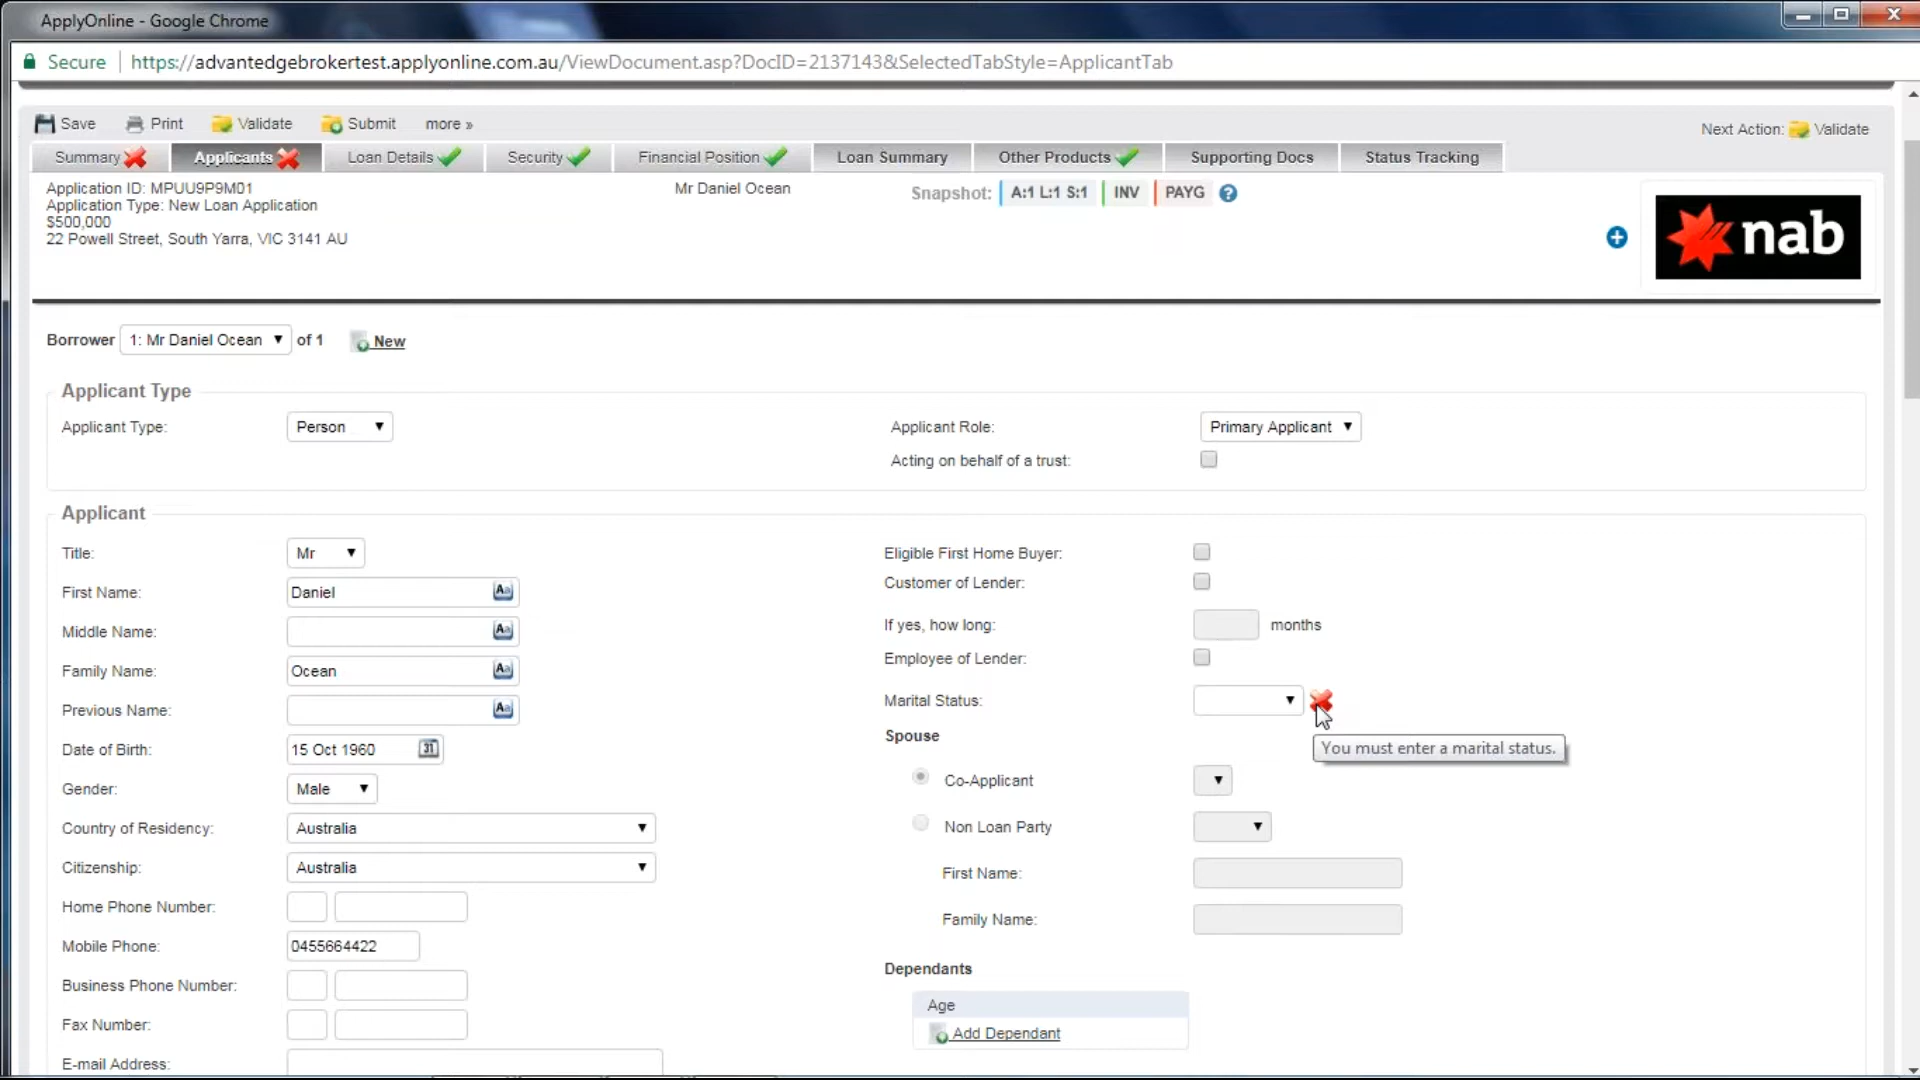 ApplyOnline - Google Chrome
Secure https://advantedgebrokertest.applyonline.com.au/ViewDocument.asp?DocID=2137143&SelectedTabStyle=ApplicantTab
Save Print Validate Submit more » Next Action: Validate
Summary Applicants Loan Details Security Financial Position Loan Summary Other Products Supporting Docs Status Tracking
Application ID: MPUU9P9M01 Mr Daniel Ocean Snapshot: A:1 L:1 S:1 INV PAYG ?
Application Type: New Loan Application
$500,000
22 Powell Street, South Yarra, VIC 3141 AU
nab
Borrower 1: Mr Daniel Ocean of 1 New
Applicant Type
Applicant Type: Person Applicant Role: Primary Applicant
Acting on behalf of a trust:
Applicant
Title: Mr Eligible First Home Buyer:
First Name: Daniel Aa Customer of Lender:
Middle Name: Aa If yes, how long: months
Family Name: Ocean Aa Employee of Lender:
Previous Name: Aa Marital Status:
Spouse
You must enter a marital status.
Date of Birth: 15 Oct 1960 31
Gender: Male Co-Applicant
Country of Residency: Australia Non Loan Party
Citizenship: Australia First Name:
Home Phone Number: Family Name:
Mobile Phone: 0455664422
Dependants
Business Phone Number: Age
Fax Number: Add Dependant
E-mail Address: